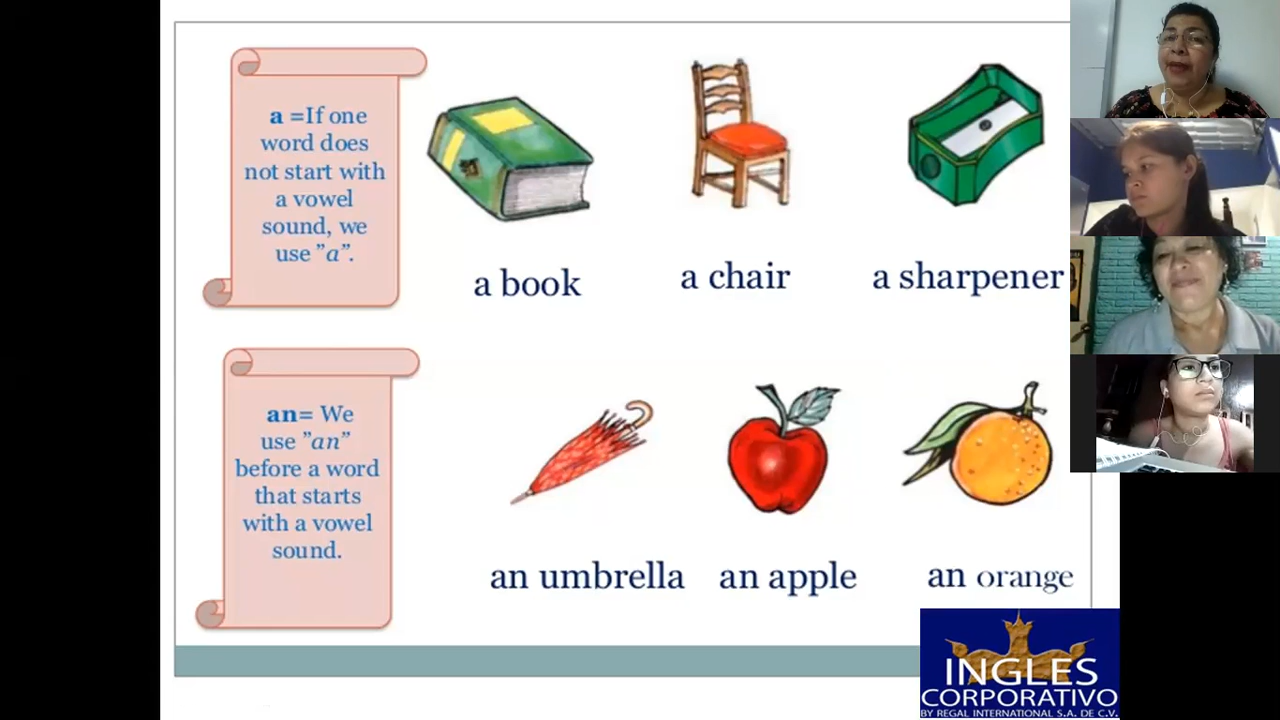 a =If one
word does
not start with
a vowel
sound, we
use ”a”.
a book
a chair
a sharpener
an= We
use ”an”
before a word
that starts
with a vowel
sound.
an umbrella
an apple
an orange
INGLES
CORPORATIVO
BY REGAL INTERNATIONAL S.A. DE C.V.